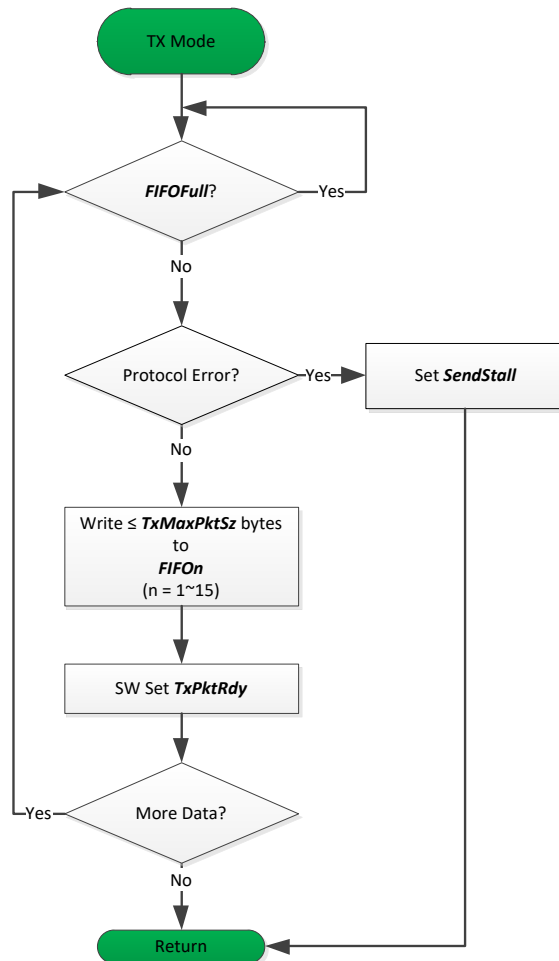 TX Mode
FIFOFull?
Yes
No
Protocol Error?
Yes
Set SendStall
No
Write ≤ TxMaxPktSz bytes
to
FIFOn
(n = 1~15)
SW Set TxPktRdy
More Data?
Yes
No
Return